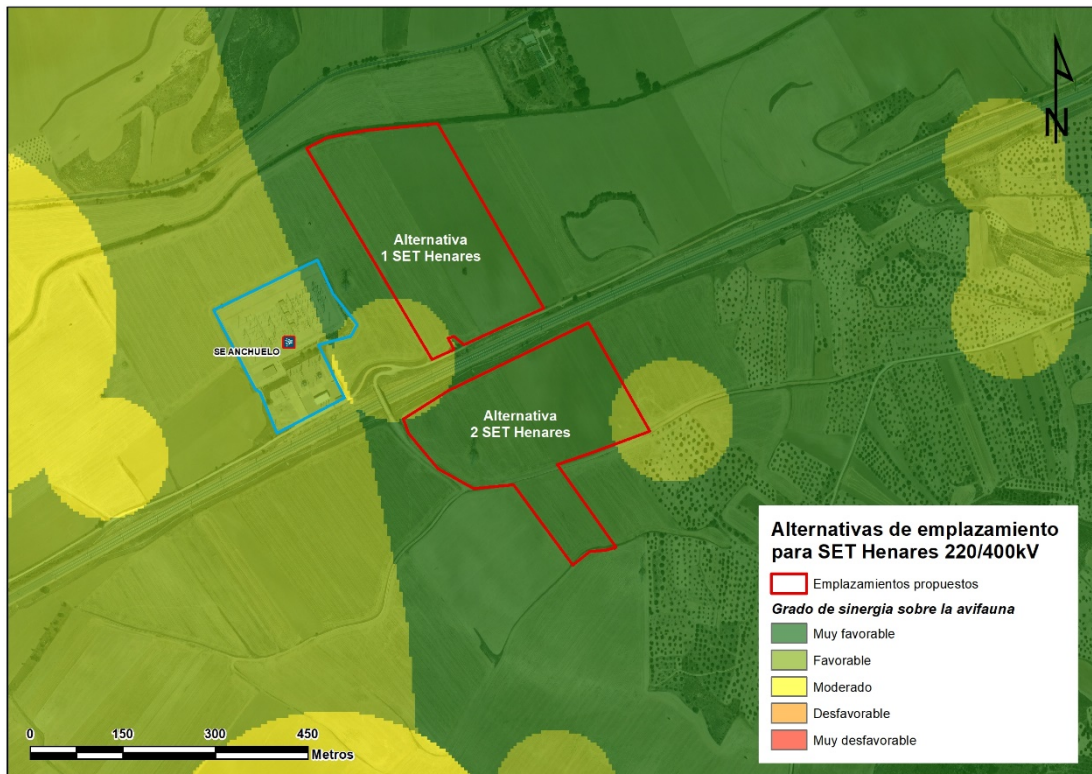 N
Alternativa
1 SET Henares
SE ANCHUELO
Alternativa
2 SET Henares
Alternativas de emplazamiento
para SET Henares 220/400kV
Emplazamientos propuestos
Grado de sinergia sobre la avifauna
Muy favorable
Favorable
Moderado
Desfavorable
Muy desfavorable
0 150 300 450
Metros